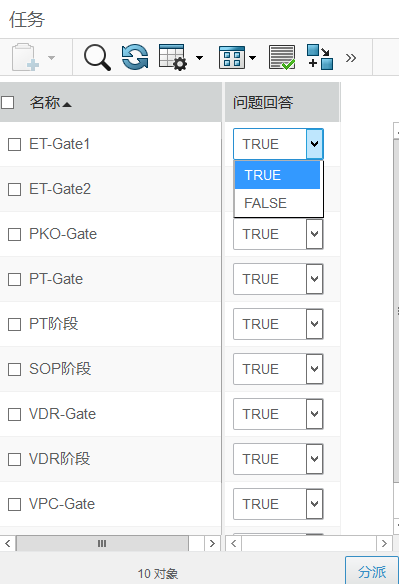 任务
名称 问题回答
ET-Gate1 TRUE
TRUE
ET-Gate2
FALSE
PKO-Gate TRUE
PT-Gate TRUE
PT阶段 TRUE
SOP阶段 TRUE
VDR-Gate TRUE
VDR阶段 TRUE
VPC-Gate TRUE
10 对象
分派